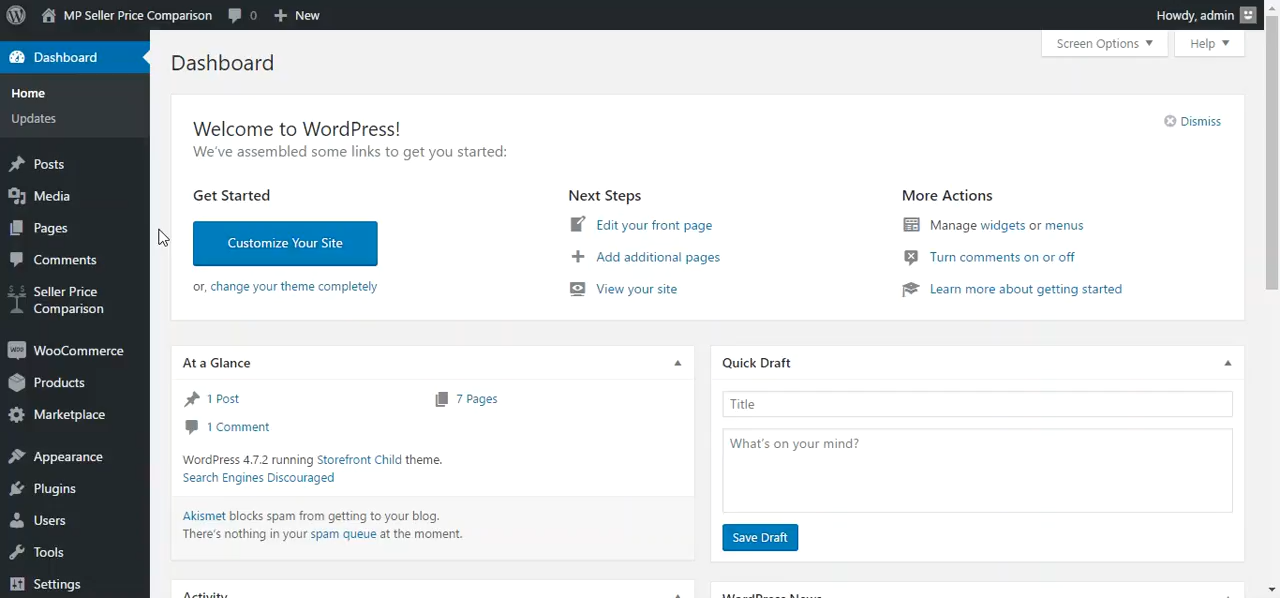 MP Seller Price Comparison 0 New Howdy, admin
Dashboard
Home
Updates
Posts
Media
Pages
Comments
Seller Price
Comparison
WooCommerce
Products
Marketplace
Appearance
Plugins
Users
Tools
Settings
Screen Options Help
Dashboard
Welcome to WordPress!
We've assembled some links to get you started:
Dismiss
Get Started
Customize Your Site
or, change your theme completely
Next Steps
Edit your front page
Add additional pages
View your site
More Actions
Manage widgets or menus
Turn comments on or off
Learn more about getting started
At a Glance
1 Post 7 Pages
1 Comment
WordPress 4.7.2 running Storefront Child theme.
Search Engines Discouraged
Akismet blocks spam from getting to your blog.
There's nothing in your spam queue at the moment.
Activity
Quick Draft
Title
What's on your mind?
Save Draft
WordPress News